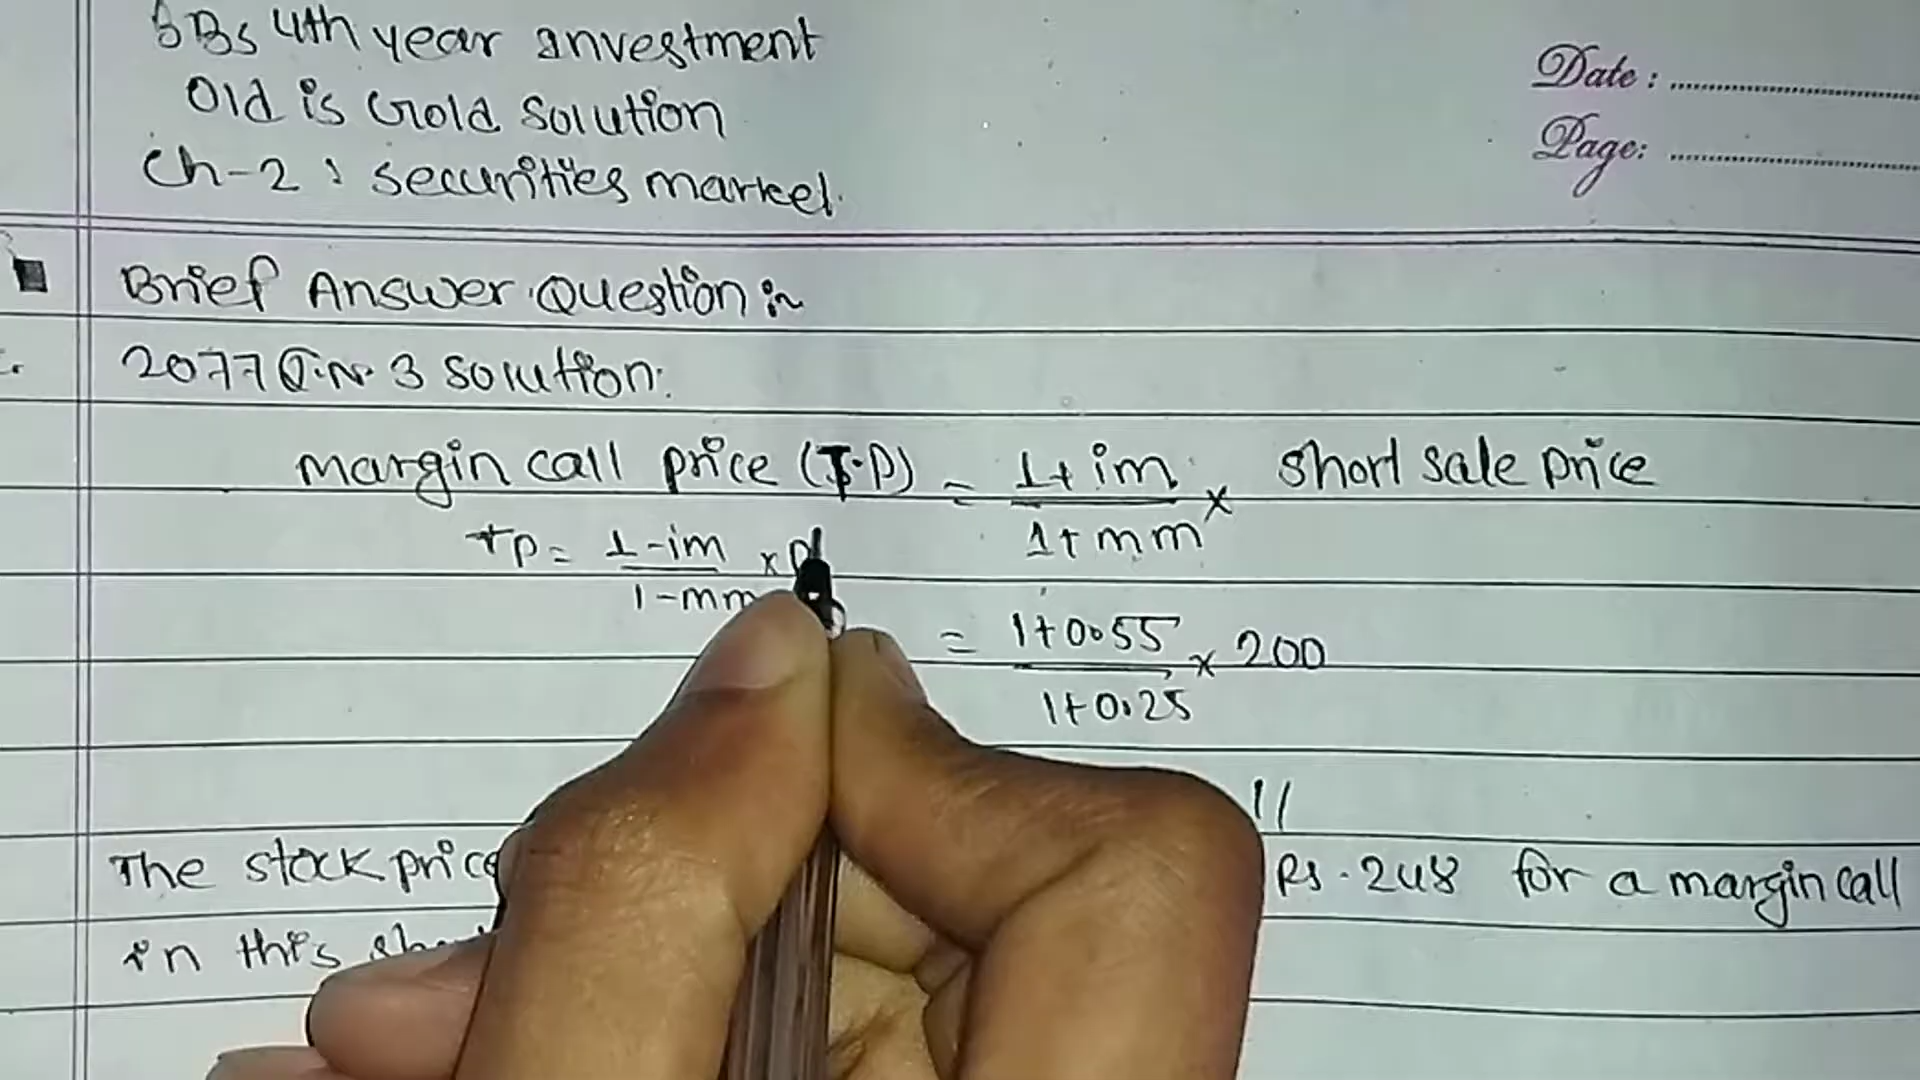 BBS 4th year investment
Old is Gold Solution
Ch-2 : Securities market.
Date :
Page:
Brief Answer Question :-
2077 Q.N. 3 Solution:
margin call price (T.P) = 1+im / 1+mm × short sale price
TP = 1-im / 1-mm ×
= 1+0.55 / 1+0.25 × 200
The stock price Rs. 248 for a margin call
in this